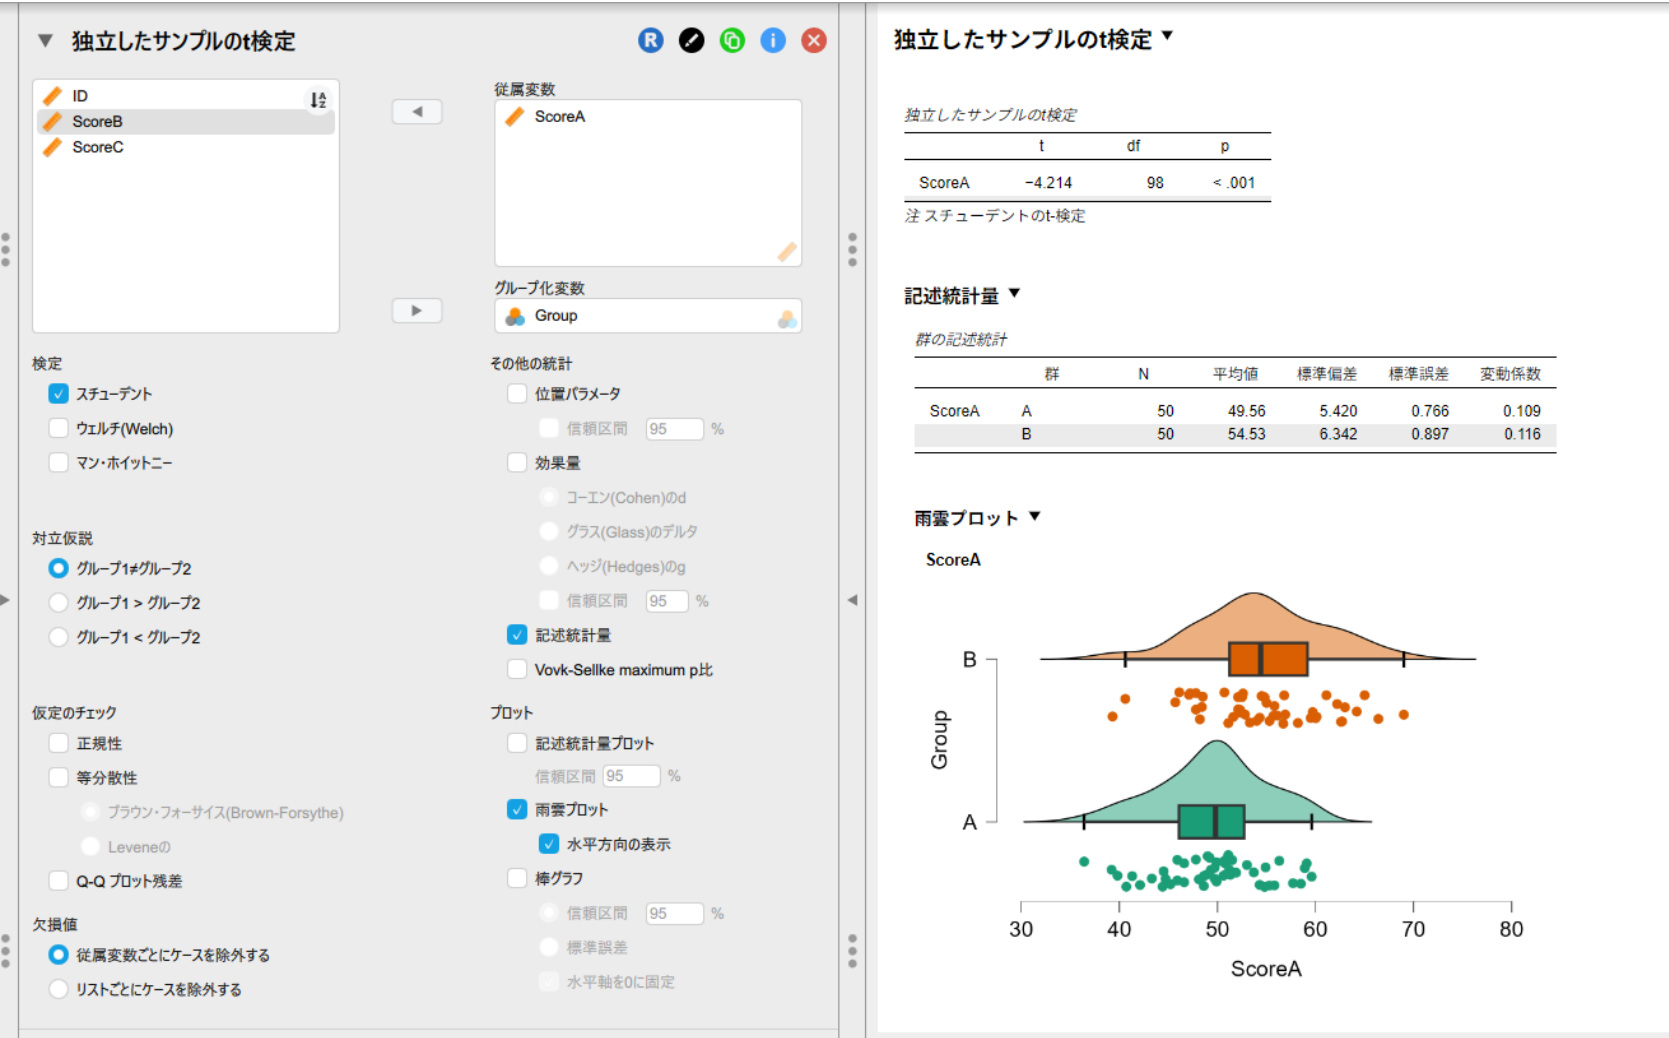 独立したサンプルのt検定
R
i
ID
ScoreB
ScoreC
従属変数
ScoreA
グループ化変数
Group
検定
スチューデント
ウェルチ(Welch)
マン・ホイットニー
対立仮説
グループ1≠グループ2
グループ1 > グループ2
グループ1 < グループ2
仮定のチェック
正規性
等分散性
ブラウン・フォーサイス(Brown-Forsythe)
Leveneの
Q-Q プロット残差
欠損値
従属変数ごとにケースを除外する
リストごとにケースを除外する
その他の統計
位置パラメータ
信頼区間 95 %
効果量
コーエン(Cohen)のd
グラス(Glass)のデルタ
ヘッジ(Hedges)のg
信頼区間 95 %
記述統計量
Vovk-Sellke maximum p比
プロット
記述統計量プロット
信頼区間 95 %
雨雲プロット
水平方向の表示
棒グラフ
信頼区間 95 %
標準誤差
水平軸を0に固定
独立したサンプルのt検定
独立したサンプルのt検定
t df p
ScoreA −4.214 98 < .001
注 スチューデントのt-検定
記述統計量
群の記述統計
群 N 平均値 標準偏差 標準誤差 変動係数
ScoreA A 50 49.56 5.420 0.766 0.109
B 50 54.53 6.342 0.897 0.116
雨雲プロット
ScoreA
B
A
Group
30 40 50 60 70 80
ScoreA